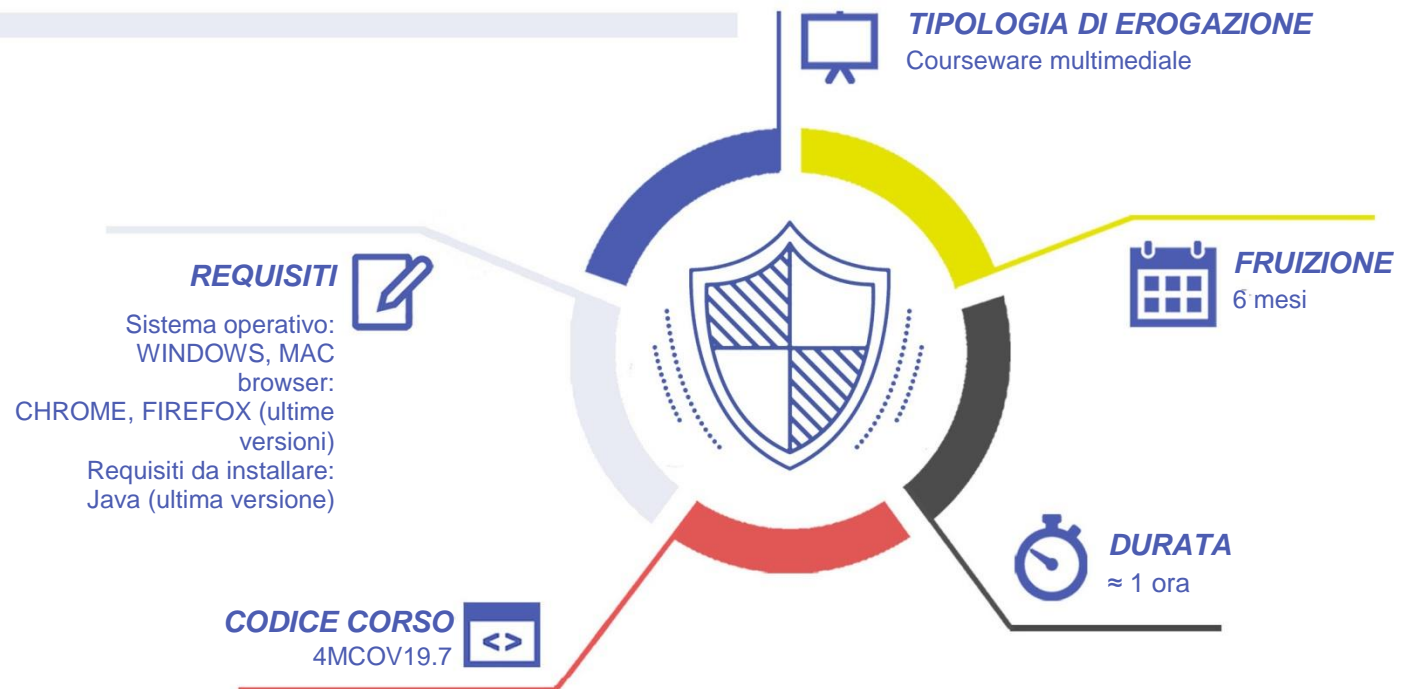 TIPOLOGIA DI EROGAZIONE
Courseware multimediale
REQUISITI
Sistema operativo:
WINDOWS, MAC
browser:
CHROME, FIREFOX (ultime
versioni)
Requisiti da installare:
Java (ultima versione)
FRUIZIONE
6 mesi
DURATA
≈ 1 ora
CODICE CORSO
4MCOV19.7
<>